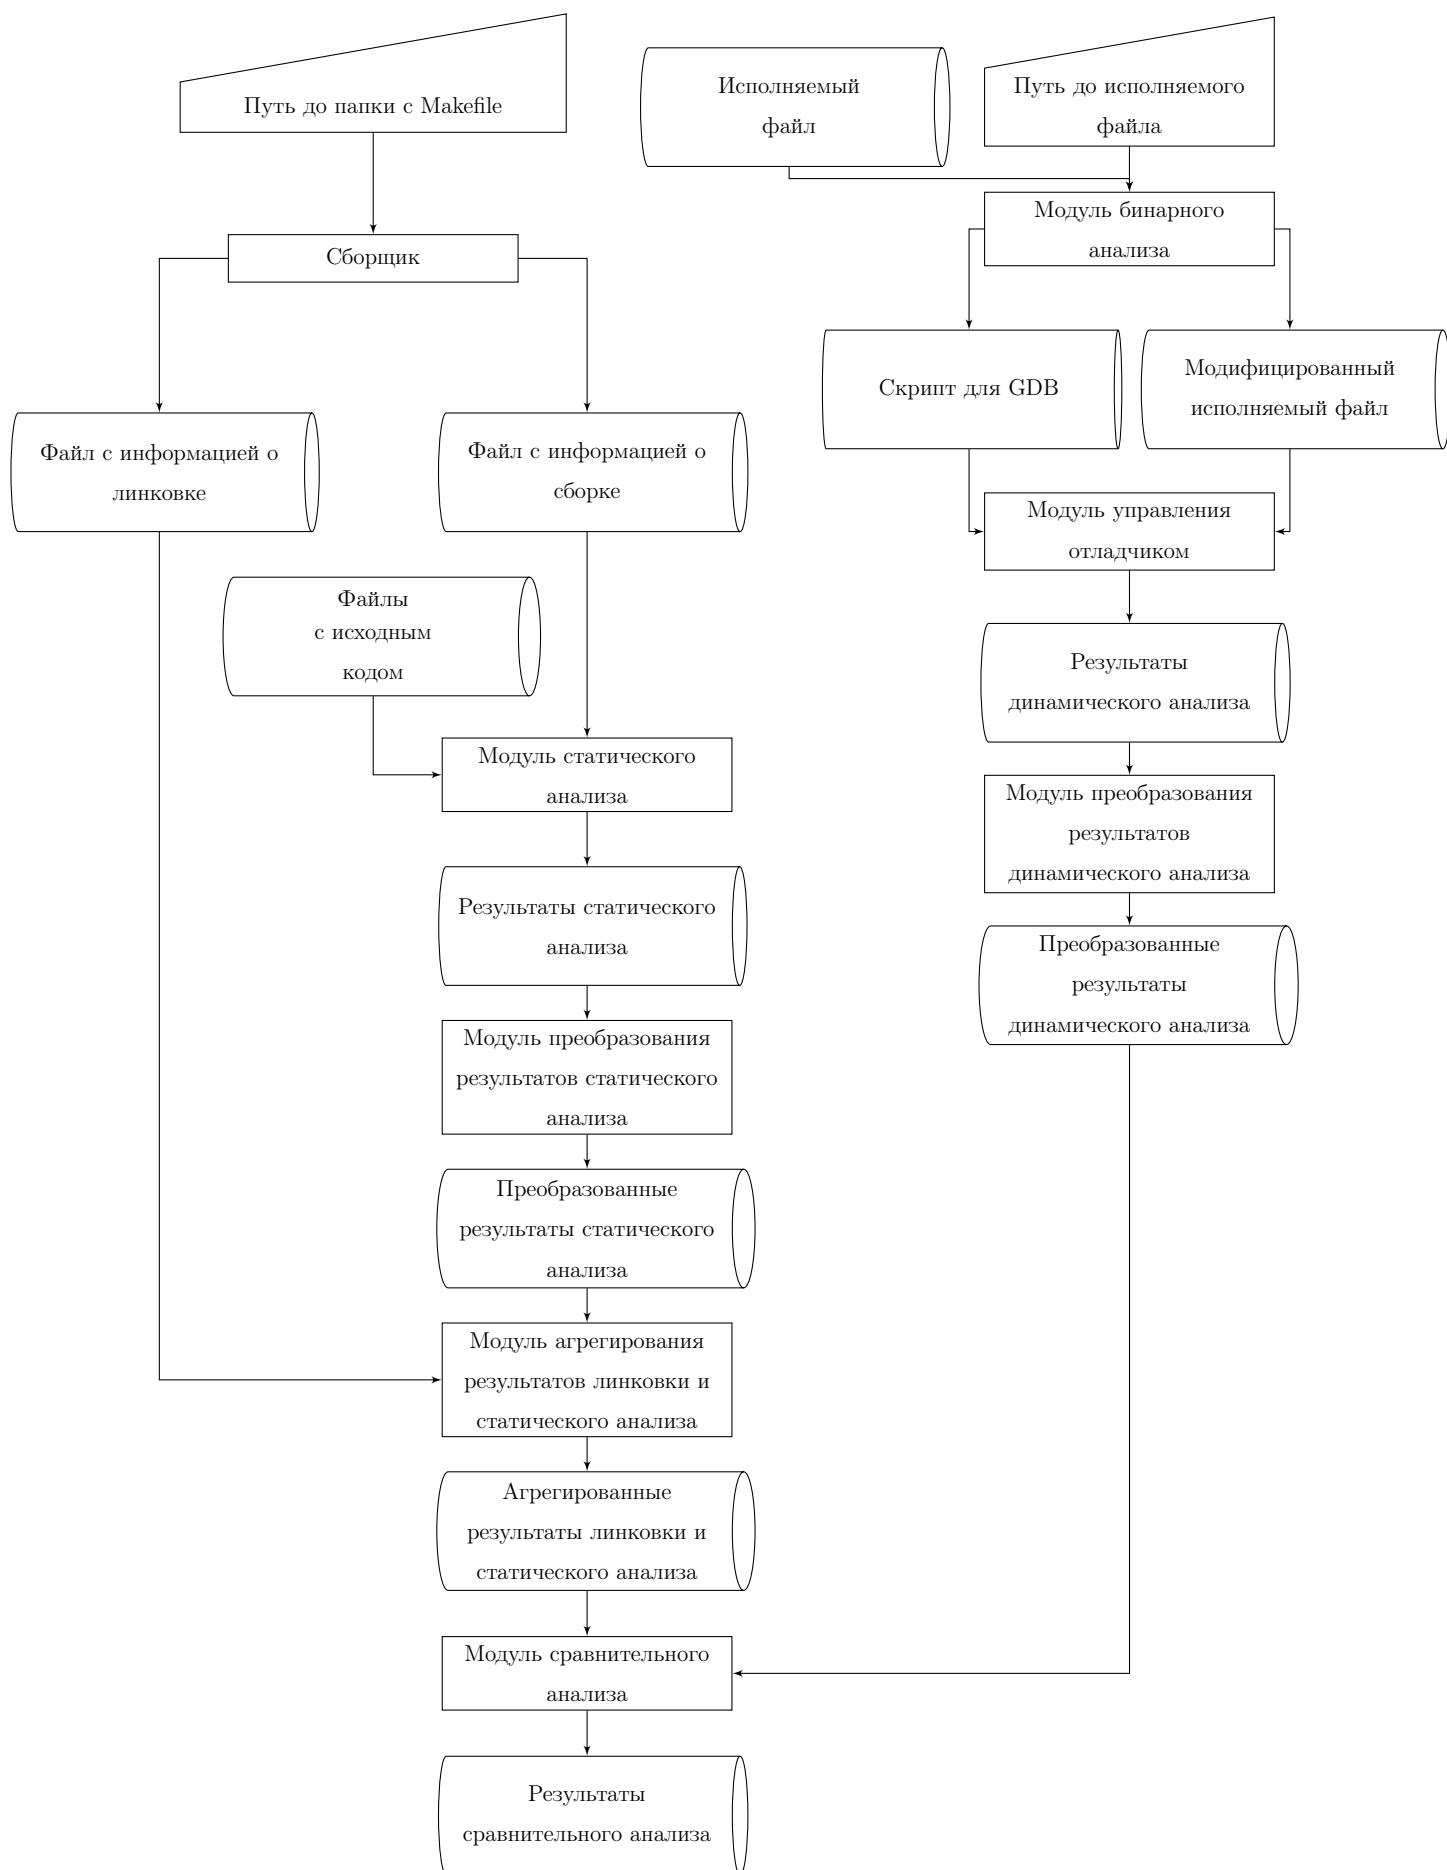 Путь до папки с Makefile
Исполняемый
файл
Путь до исполняемого
файла
Модуль бинарного
анализа
Сборщик
Скрипт для GDB
Модифицированный
исполняемый файл
Файл с информацией о
линковке
Файл с информацией о
сборке
Модуль управления
отладчиком
Файлы
с исходным
кодом
Результаты
динамического анализа
Модуль статического
анализа
Модуль преобразования
результатов
динамического анализа
Результаты статического
анализа
Преобразованные
результаты
динамического анализа
Модуль преобразования
результатов статического
анализа
Преобразованные
результаты статического
анализа
Модуль агрегирования
результатов линковки и
статического анализа
Агрегированные
результаты линковки и
статического анализа
Модуль сравнительного
анализа
Результаты
сравнительного анализа